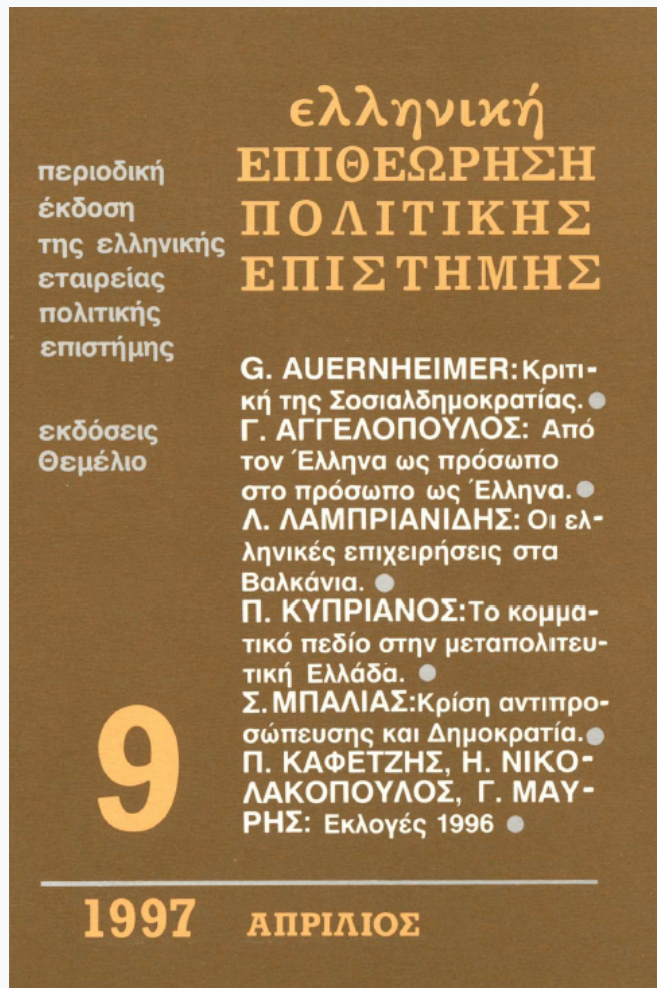 ελληνική
ΕΠΙΘΕΩΡΗΣΗ
ΠΟΛΙΤΙΚΗΣ
ΕΠΙΣΤΗΜΗΣ
περιοδική
έκδοση
της ελληνικής
εταιρείας
πολιτικής
επιστήμης
εκδόσεις
Θεμέλιο
G. AUERNHEIMER: Κριτι-
κή της Σοσιαλδημοκρατίας. ●
Γ. ΑΓΓΕΛΟΠΟΥΛΟΣ: Από
τον Έλληνα ως πρόσωπο
στο πρόσωπο ως Έλληνα. ●
Λ. ΛΑΜΠΡΙΑΝΙΔΗΣ: Οι ελ-
ληνικές επιχειρήσεις στα
Βαλκάνια. ●
Π. ΚΥΠΡΙΑΝΟΣ: Το κομμα-
τικό πεδίο στην μεταπολιτευ-
τική Ελλάδα. ●
Σ. ΜΠΑΛΙΑΣ: Κρίση αντιπρο-
σώπευσης και Δημοκρατία. ●
Π. ΚΑΦΕΤΖΗΣ, Η. ΝΙΚΟ-
ΛΑΚΟΠΟΥΛΟΣ, Γ. ΜΑΥ-
ΡΗΣ: Εκλογές 1996 ●
9
1997 ΑΠΡΙΛΙΟΣ